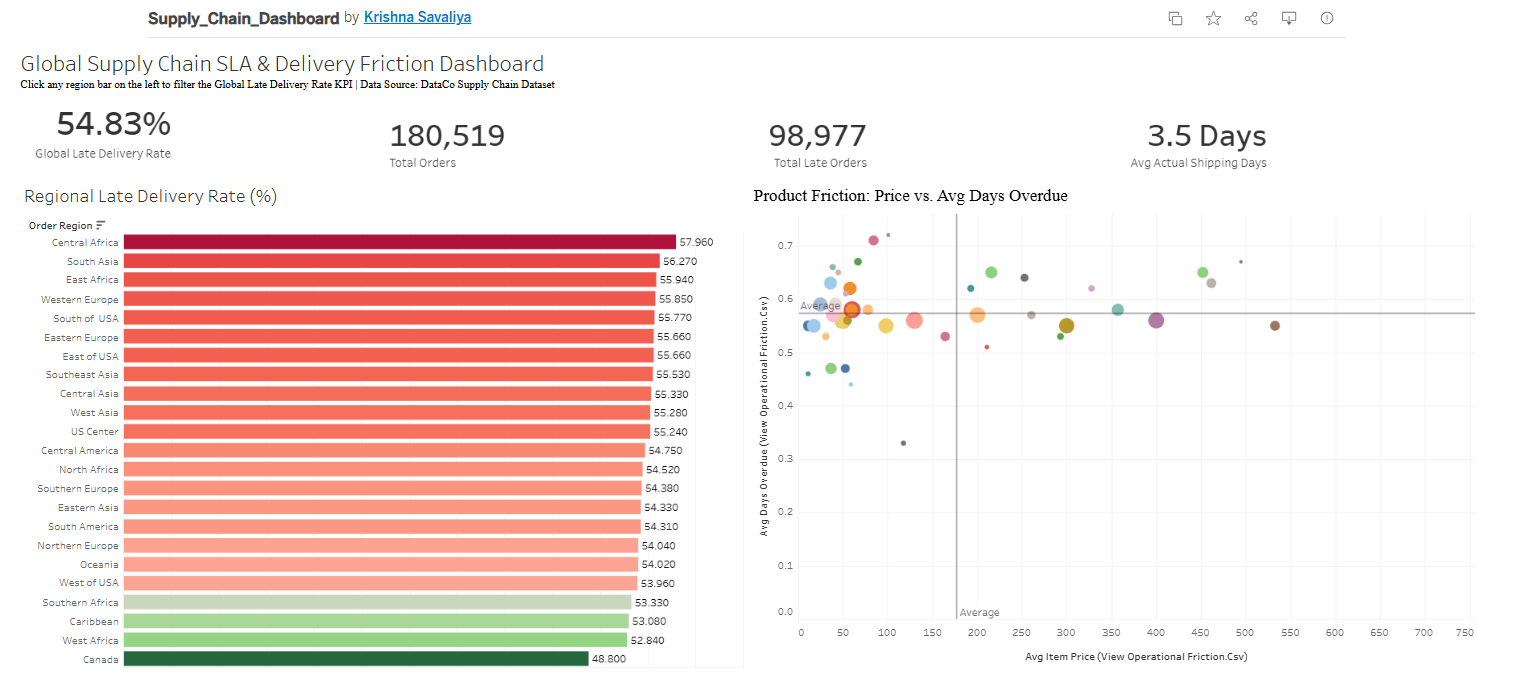 Supply_Chain_Dashboard by Krishna Savaliya
Global Supply Chain SLA & Delivery Friction Dashboard
Click any region bar on the left to filter the Global Late Delivery Rate KPI | Data Source: DataCo Supply Chain Dataset
54.83%
Global Late Delivery Rate
180,519
Total Orders
98,977
Total Late Orders
3.5 Days
Avg Actual Shipping Days
Regional Late Delivery Rate (%)
Order Region
Central Africa 57.960
South Asia 56.270
East Africa 55.940
Western Europe 55.850
South of USA 55.770
Eastern Europe 55.660
East of USA 55.660
Southeast Asia 55.530
Central Asia 55.330
West Asia 55.280
US Center 55.240
Central America 54.750
North Africa 54.520
Southern Europe 54.380
Eastern Asia 54.330
South America 54.310
Northern Europe 54.040
Oceania 54.020
West of USA 53.960
Southern Africa 53.330
Caribbean 53.080
West Africa 52.840
Canada 48.800
Product Friction: Price vs. Avg Days Overdue
Avg Days Overdue (View Operational Friction.Csv)
0.7
0.6
0.5
0.4
0.3
0.2
0.1
0.0
Average
Average
0 50 100 150 200 250 300 350 400 450 500 550 600 650 700 750
Avg Item Price (View Operational Friction.Csv)